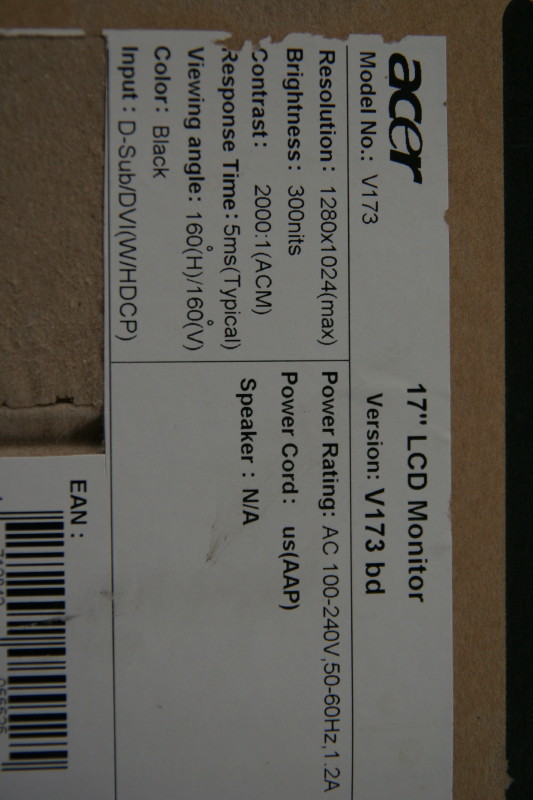 acer
17" LCD Monitor
Model No.: V173
Version: V173 bd
Resolution: 1280x1024(max)
Brightness: 300nits
Contrast: 2000:1(ACM)
Response Time: 5ms(Typical)
Viewing angle: 160°(H)/160°(V)
Color: Black
Input: D-Sub/DVI(W/HDCP)
Power Rating: AC 100-240V,50-60Hz,1.2A
Power Cord: us(AAP)
Speaker: N/A
EAN: